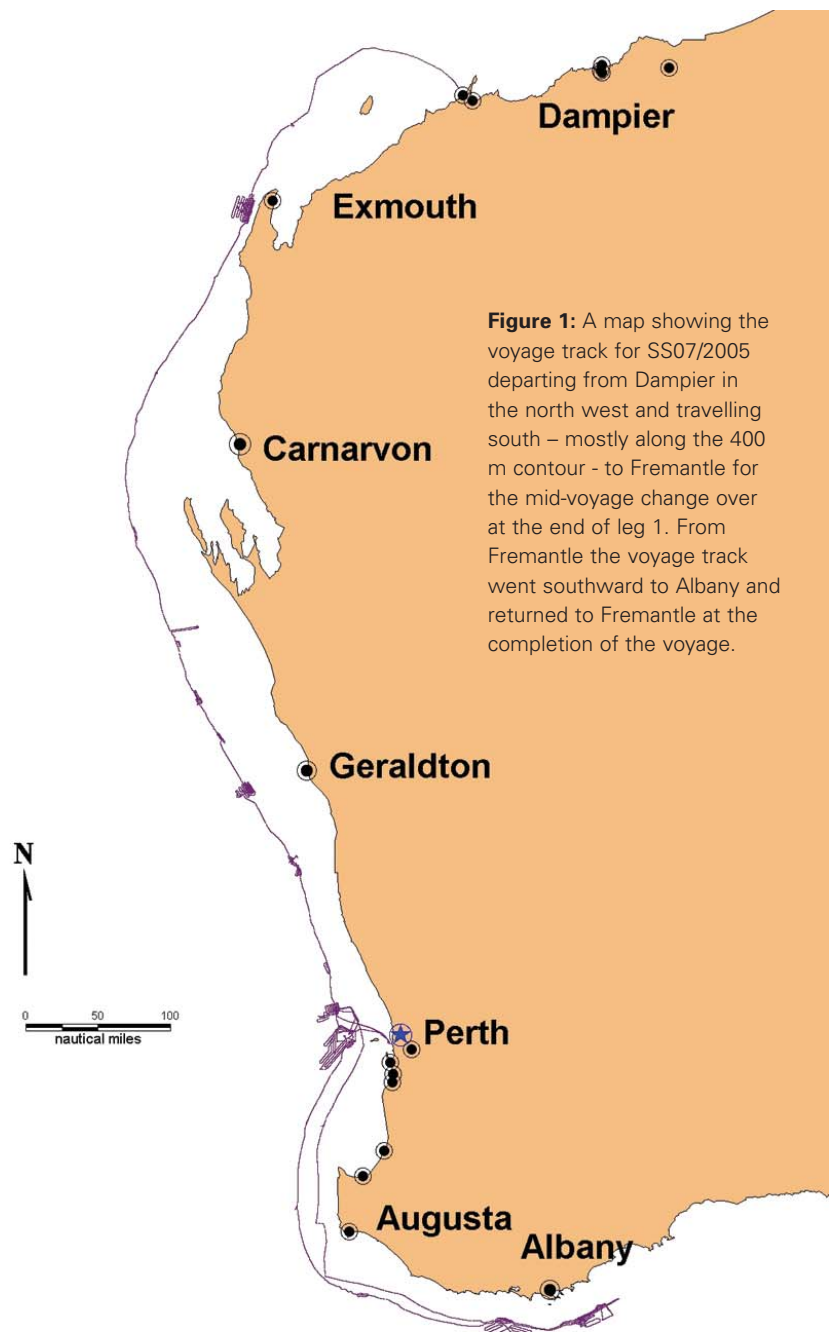 Dampier
Exmouth
Figure 1: A map showing the
voyage track for SS07/2005
departing from Dampier in
the north west and travelling
south – mostly along the 400
m contour - to Fremantle for
the mid-voyage change over
at the end of leg 1. From
Fremantle the voyage track
went southward to Albany and
returned to Fremantle at the
completion of the voyage.
Carnarvon
Geraldton
N
0 50 100
nautical miles
Perth
Augusta
Albany